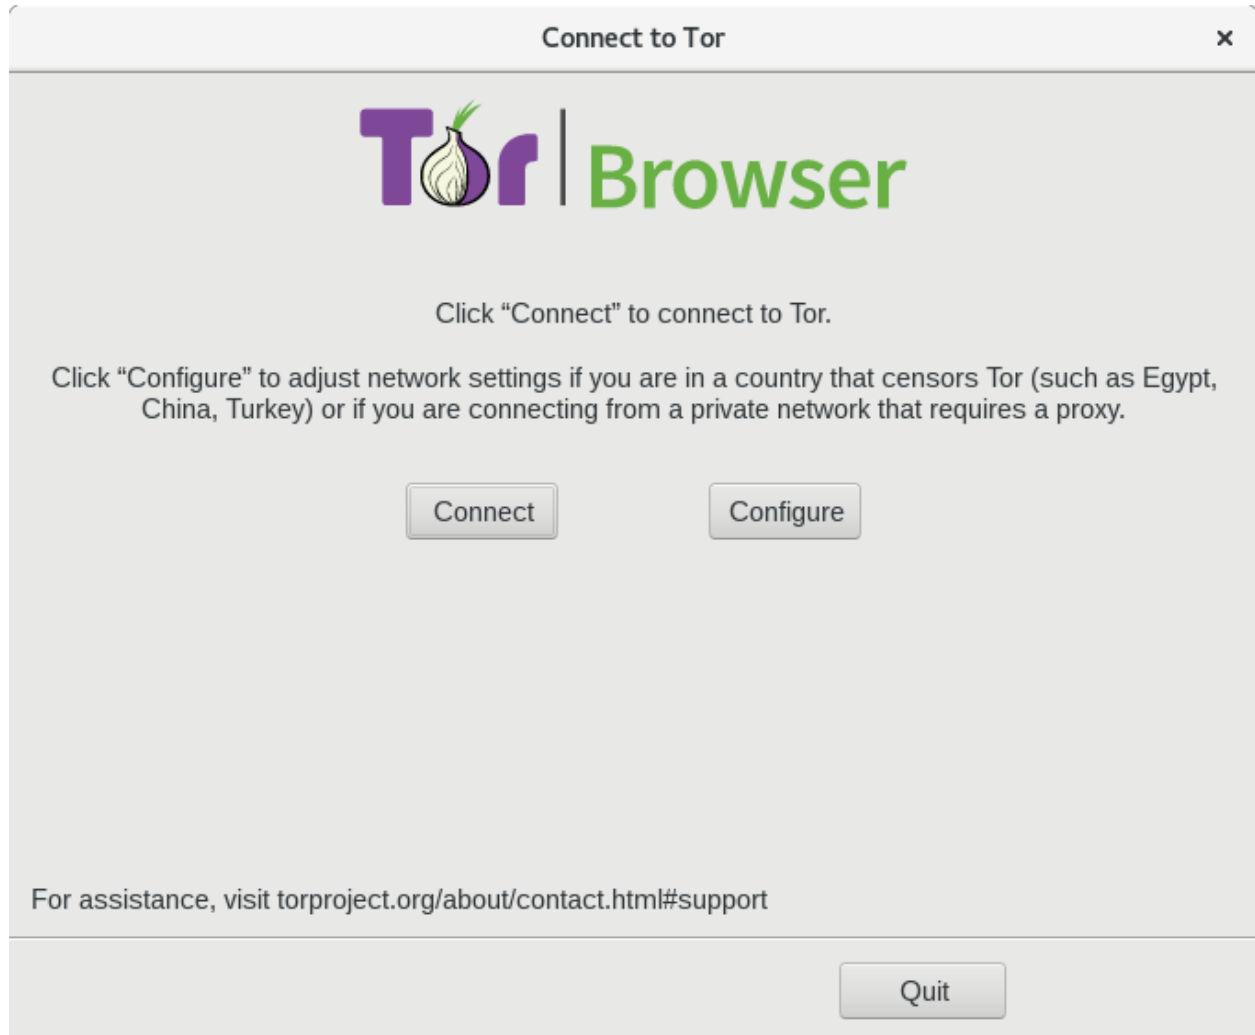 Connect to Tor
Tor Browser
Click “Connect” to connect to Tor.
Click “Configure” to adjust network settings if you are in a country that censors Tor (such as Egypt,
China, Turkey) or if you are connecting from a private network that requires a proxy.
Connect Configure
For assistance, visit torproject.org/about/contact.html#support
Quit